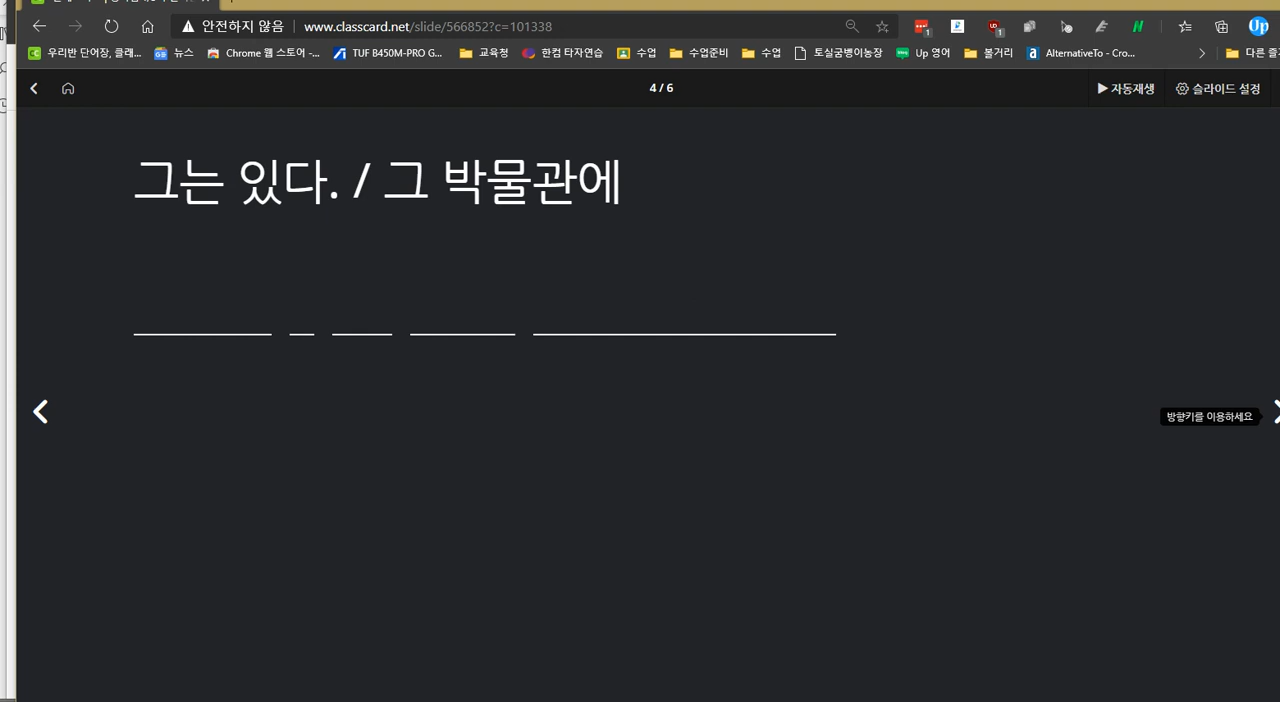 안전하지 않음 www.classcard.net/slide/566852?c=101338
우리반 단어장, 클래... 뉴스 Chrome 웹 스토어 -... TUF B450M-PRO G... 교육청 한컴 타자연습 수업 수업준비 수업 토실굼벵이농장 Up 영어 볼거리 AlternativeTo - Cro... 다른 즐
4 / 6 자동재생 슬라이드 설정
그는 있다. / 그 박물관에
방향키를 이용하세요